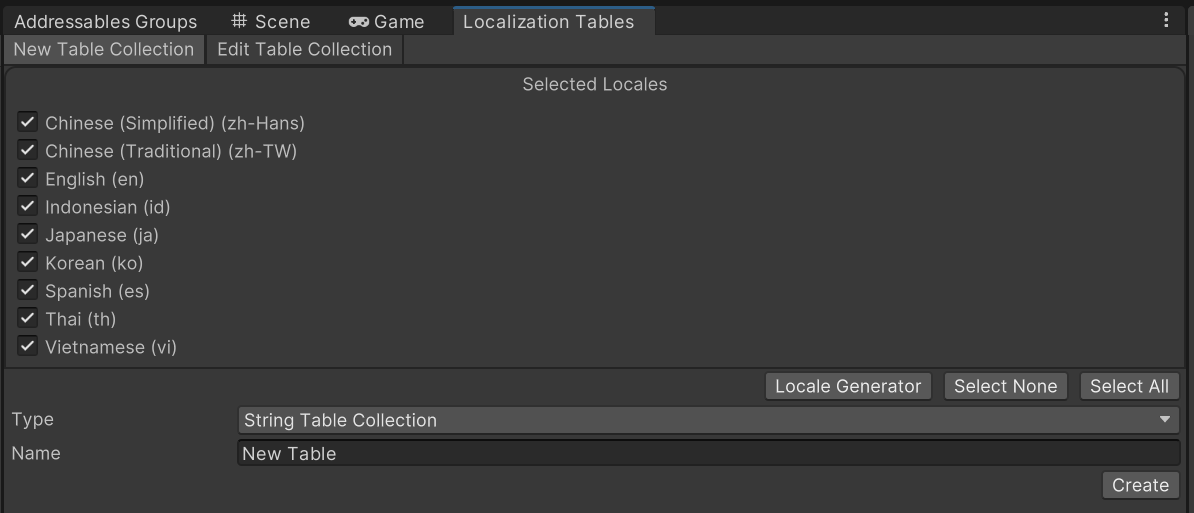 Addressables Groups Scene Game Localization Tables
New Table Collection Edit Table Collection
Selected Locales
Chinese (Simplified) (zh-Hans)
Chinese (Traditional) (zh-TW)
English (en)
Indonesian (id)
Japanese (ja)
Korean (ko)
Spanish (es)
Thai (th)
Vietnamese (vi)
Locale Generator Select None Select All
Type String Table Collection
Name New Table
Create